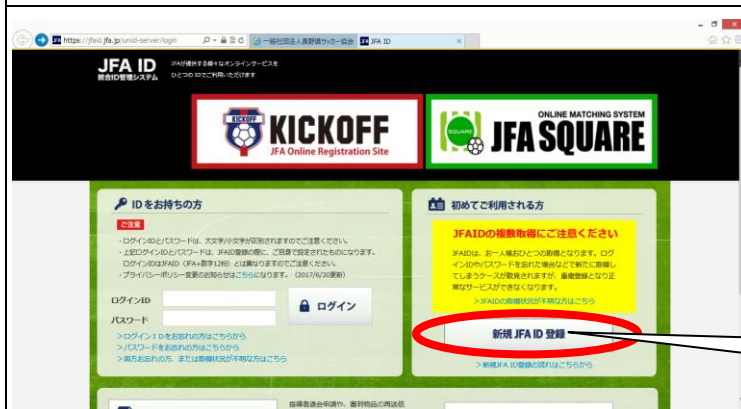 https://jfaid.jfa.jp/unid-server/login
一般社団法人長野県サッカー協会
JFA ID
JFA ID
統合ID管理システム
JFAが提供する様々なオンラインサービスを
ひとつのIDでご利用いただけます
KICKOFF
KICKOFF
JFA Online Registration Site
SQUARE
ONLINE MATCHING SYSTEM
JFA SQUARE
IDをお持ちの方
ご注意
・ログインIDとパスワードは、大文字/小文字が区別されますのでご注意ください。
・上記ログインIDとパスワードは、JFAID登録の際に、ご自身で設定されたものになります。
ログインIDはJFAID（JFA+数字12桁）とは異なりますのでご注意ください。
・プライバシーポリシー変更のお知らせはこちらになります。（2017/6/30更新）
ログインID
パスワード
ログイン
>ログインＩＤをお忘れの方はこちらから
>パスワードをお忘れの方はこちらから
>両方お忘れの方、または取得状況が不明な方はこちら
初めてご利用される方
JFAIDの複数取得にご注意ください
JFAIDは、お一人様おひとつの取得となります。ログ
インIDやパスワードを忘れた場合などで新たに取得し
てしまうケースが散見されますが、重複登録となり正
常なサービスができなくなります。
>JFAIDの取得状況が不明な方はこちら
新規 JFA ID 登録
>新規JFA ID登録の流れはこちらから
指導者退会申請や、審判物品の再送依